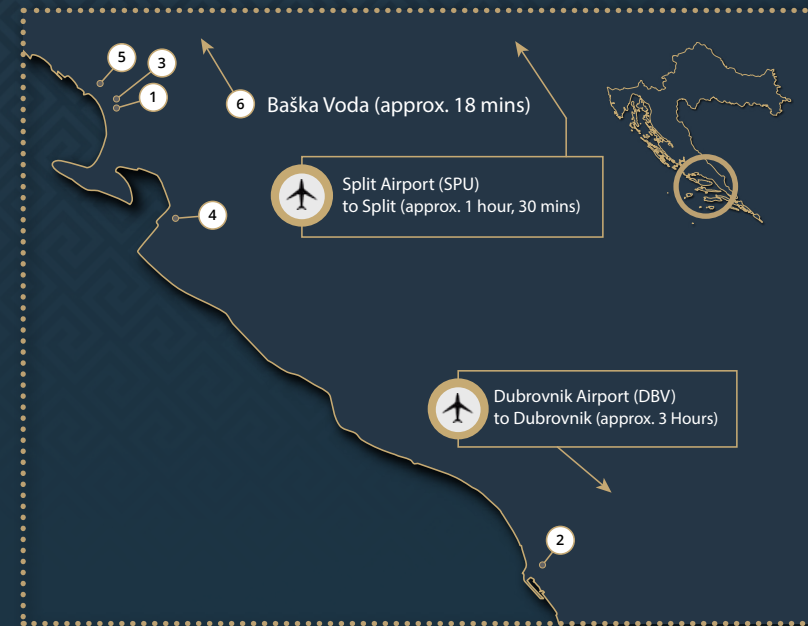 5
3
1
6 Baška Voda (approx. 18 mins)
Split Airport (SPU)
to Split (approx. 1 hour, 30 mins)
4
Dubrovnik Airport (DBV)
to Dubrovnik (approx. 3 Hours)
2